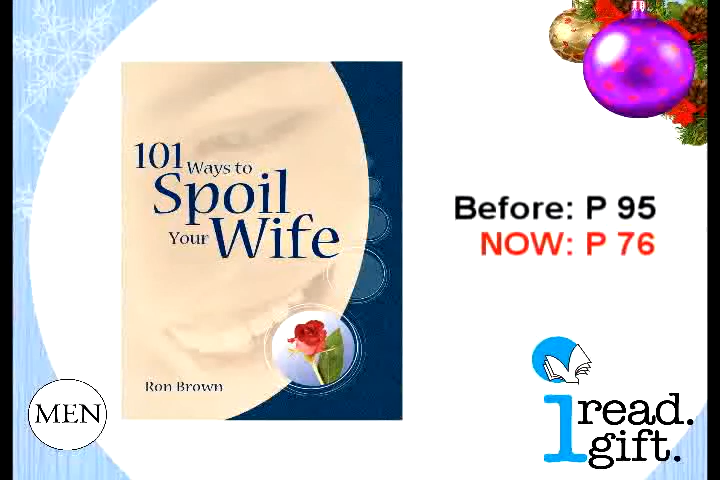 101 Ways to
Spoil
Your Wife
Ron Brown
Before: P 95
NOW: P 76
MEN
i read.
gift.